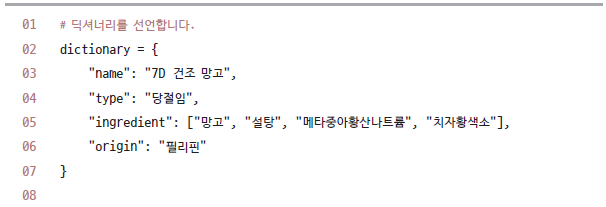 01 # 딕셔너리를 선언합니다.
02 dictionary = {
03     "name": "7D 건조 망고",
04     "type": "당절임",
05     "ingredient": ["망고", "설탕", "메타중아황산나트륨", "치자황색소"],
06     "origin": "필리핀"
07 }
08